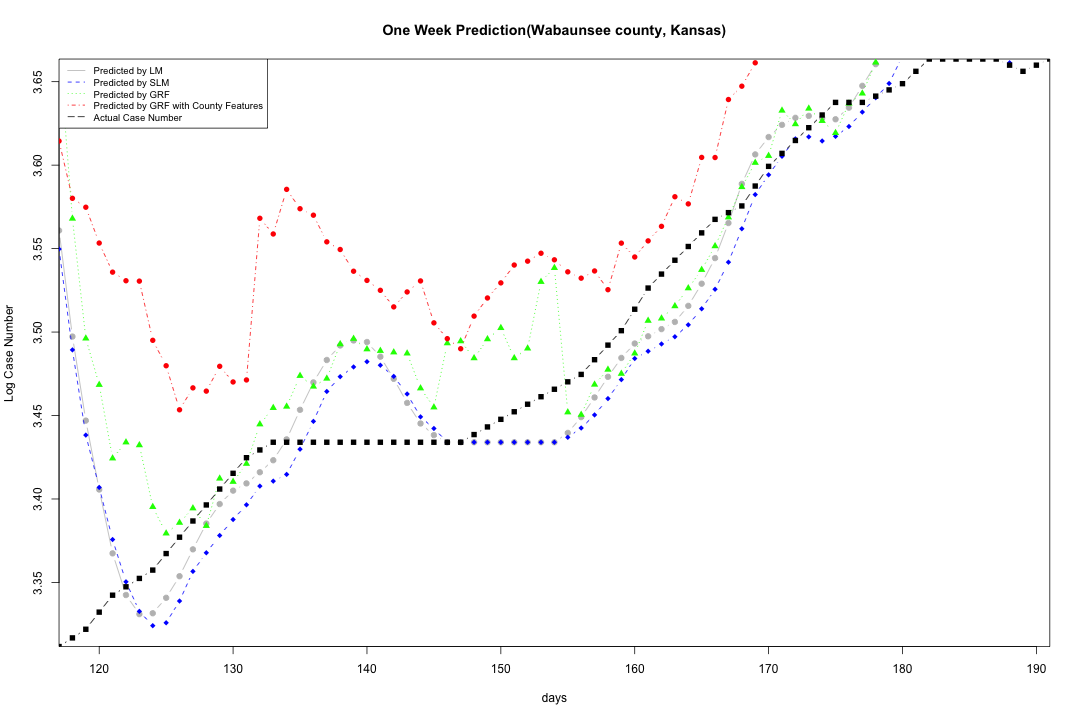 One Week Prediction(Wabaunsee county, Kansas)
Predicted by LM
Predicted by SLM
Predicted by GRF
Predicted by GRF with County Features
Actual Case Number
Log Case Number
3.65
3.60
3.55
3.50
3.45
3.40
3.35
120 130 140 150 160 170 180 190
days